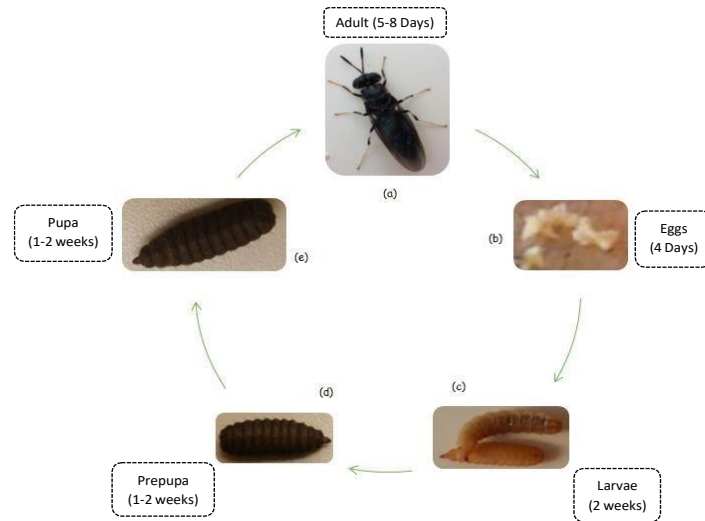 Adult (5-8 Days)
(a)
Pupa
(1-2 weeks)
(e)
(b)
Eggs
(4 Days)
(d)
(c)
Prepupa
(1-2 weeks)
Larvae
(2 weeks)